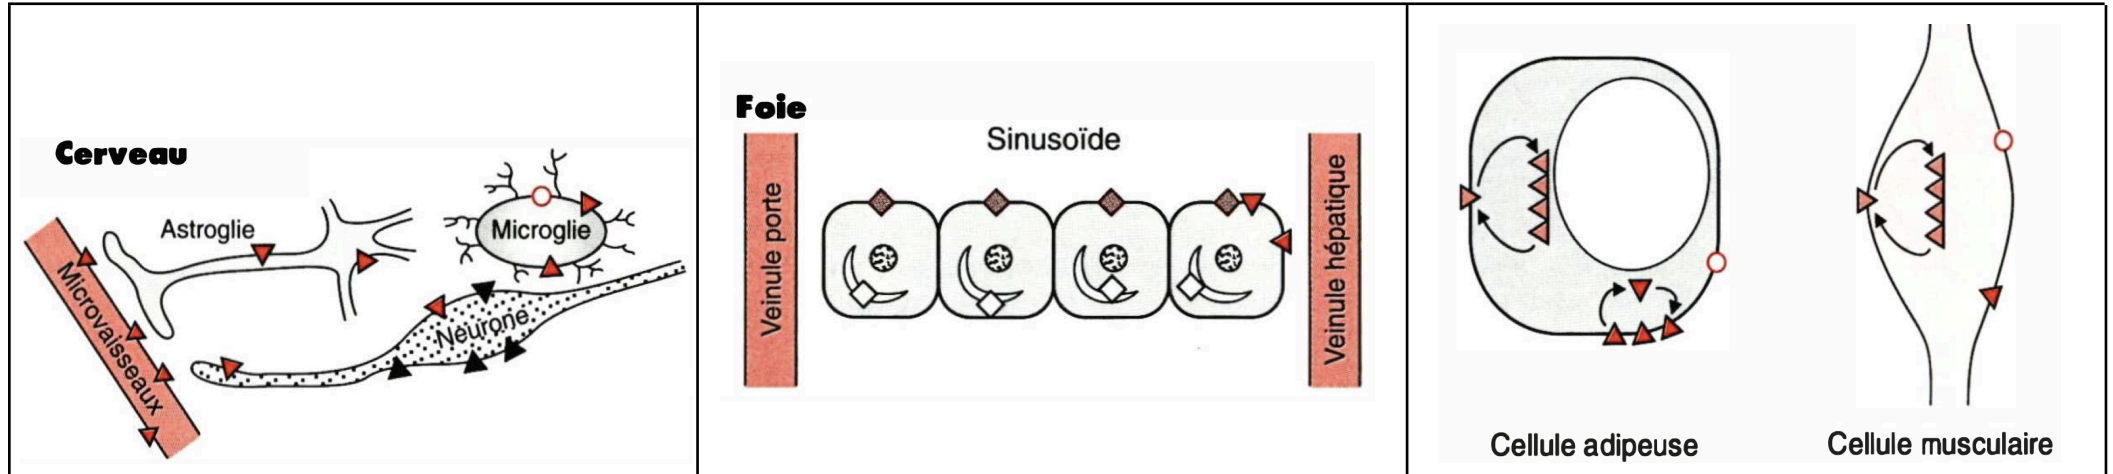 Cerveau
Astroglie
Microglie
Microvaisseaux
Neurone
Foie
Sinusoïde
Veinule porte
Veinule hépatique
Cellule adipeuse
Cellule musculaire